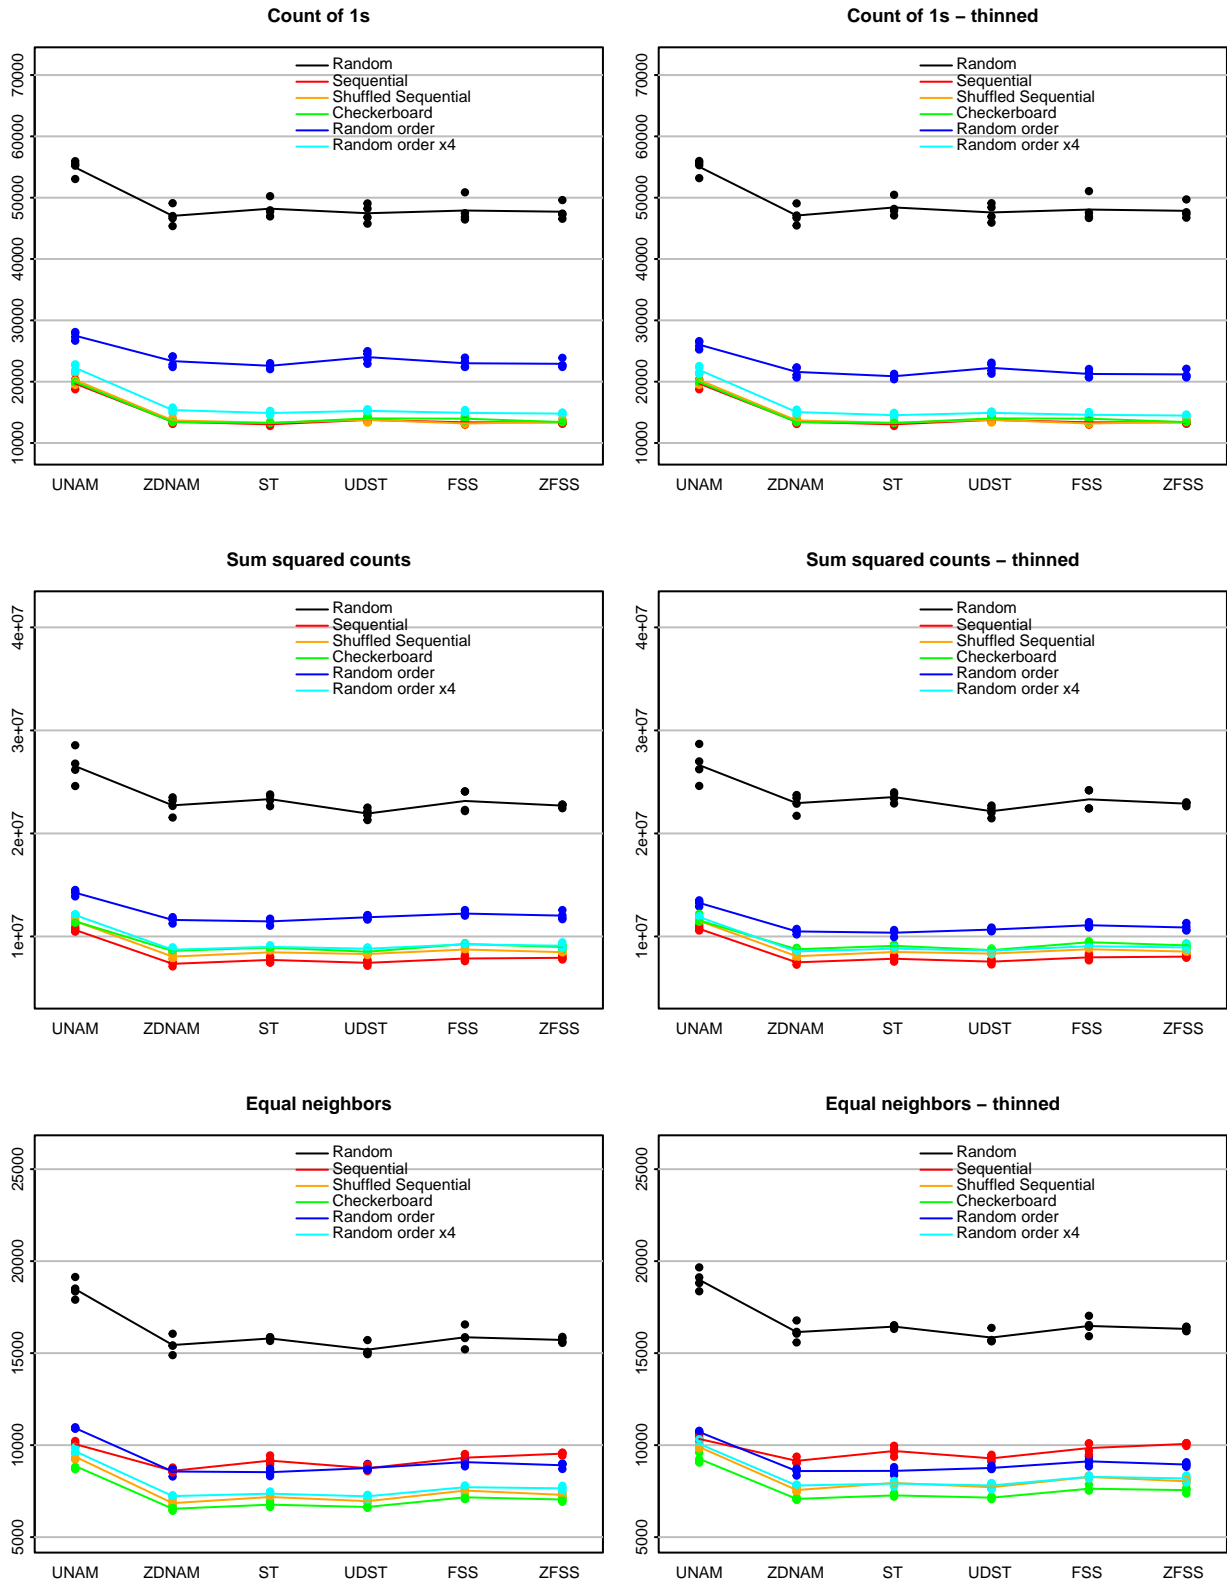 Count of 1s
Random
Sequential
Shuffled Sequential
Checkerboard
Random order
Random order x4
10000 20000 30000 40000 50000 60000 70000
UNAM ZDNAM ST UDST FSS ZFSS
Count of 1s – thinned
Random
Sequential
Shuffled Sequential
Checkerboard
Random order
Random order x4
10000 20000 30000 40000 50000 60000 70000
UNAM ZDNAM ST UDST FSS ZFSS
Sum squared counts
Random
Sequential
Shuffled Sequential
Checkerboard
Random order
Random order x4
1e+07 2e+07 3e+07 4e+07
UNAM ZDNAM ST UDST FSS ZFSS
Sum squared counts – thinned
Random
Sequential
Shuffled Sequential
Checkerboard
Random order
Random order x4
1e+07 2e+07 3e+07 4e+07
UNAM ZDNAM ST UDST FSS ZFSS
Equal neighbors
Random
Sequential
Shuffled Sequential
Checkerboard
Random order
Random order x4
5000 10000 15000 20000 25000
UNAM ZDNAM ST UDST FSS ZFSS
Equal neighbors – thinned
Random
Sequential
Shuffled Sequential
Checkerboard
Random order
Random order x4
5000 10000 15000 20000 25000
UNAM ZDNAM ST UDST FSS ZFSS